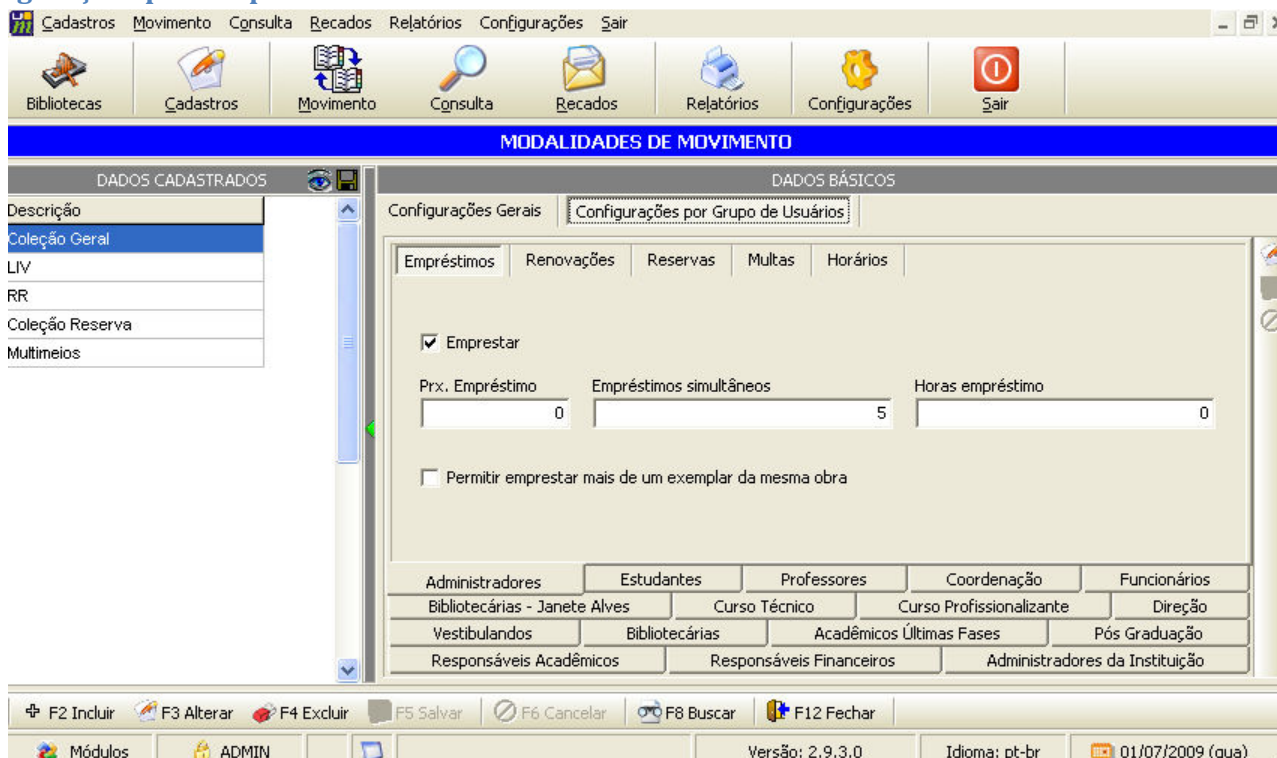 Cadastros Movimento Consulta Recados Relatórios Configurações Sair
Bibliotecas Cadastros Movimento Consulta Recados Relatórios Configurações Sair
MODALIDADES DE MOVIMENTO
DADOS CADASTRADOS
Descrição
Coleção Geral
LIV
RR
Coleção Reserva
Multimeios
DADOS BÁSICOS
Configurações Gerais Configurações por Grupo de Usuários
Empréstimos Renovações Reservas Multas Horários
Emprestar
Prx. Empréstimo Empréstimos simultâneos Horas empréstimo
0 5 0
Permitir emprestar mais de um exemplar da mesma obra
Administradores Estudantes Professores Coordenação Funcionários
Bibliotecárias - Janete Alves Curso Técnico Curso Profissionalizante Direção
Vestibulandos Bibliotecárias Acadêmicos Últimas Fases Pós Graduação
Responsáveis Acadêmicos Responsáveis Financeiros Administradores da Instituição
F2 Incluir F3 Alterar F4 Excluir F5 Salvar F6 Cancelar F8 Buscar F12 Fechar
Módulos ADMIN Versão: 2.9.3.0 Idioma: pt-br 01/07/2009 (qua)